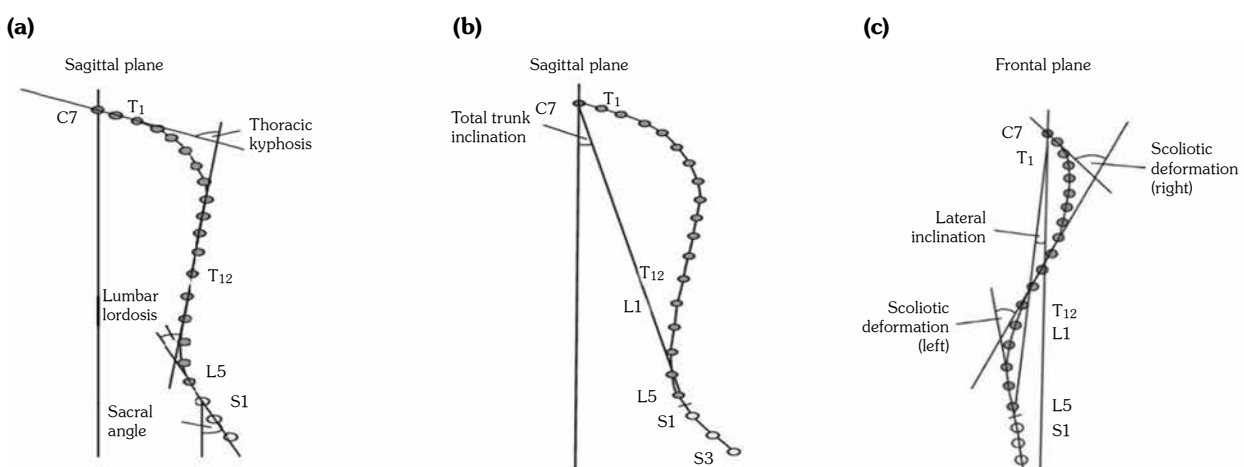 (a)
Sagittal plane
C7
T1
Thoracic
kyphosis
T12
Lumbar
lordosis
L5
S1
Sacral
angle
(b)
Sagittal plane
C7
T1
Total trunk
inclination
T12
L1
L5
S1
S3
(c)
Frontal plane
C7
T1
Scoliotic
deformation
(right)
Lateral
inclination
Scoliotic
deformation
(left)
T12
L1
L5
S1